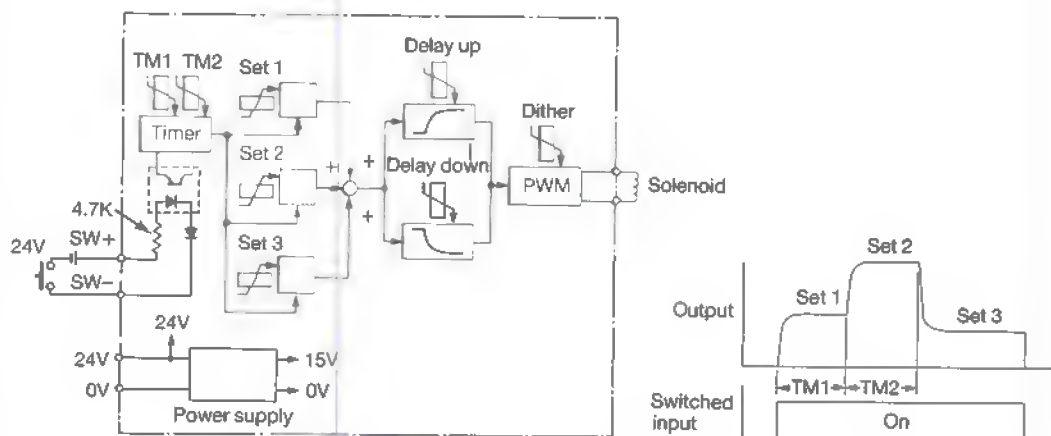 TM1 TM2
Timer
4.7K
24V
SW+
SW−
Set 1
Set 2
Set 3
+
+
+
Delay up
Delay down
Dither
PWM
Solenoid
24V
24V
0V
15V
0V
Power supply
Output
Set 1
Set 2
Set 3
TM1
TM2
Switched
input
On